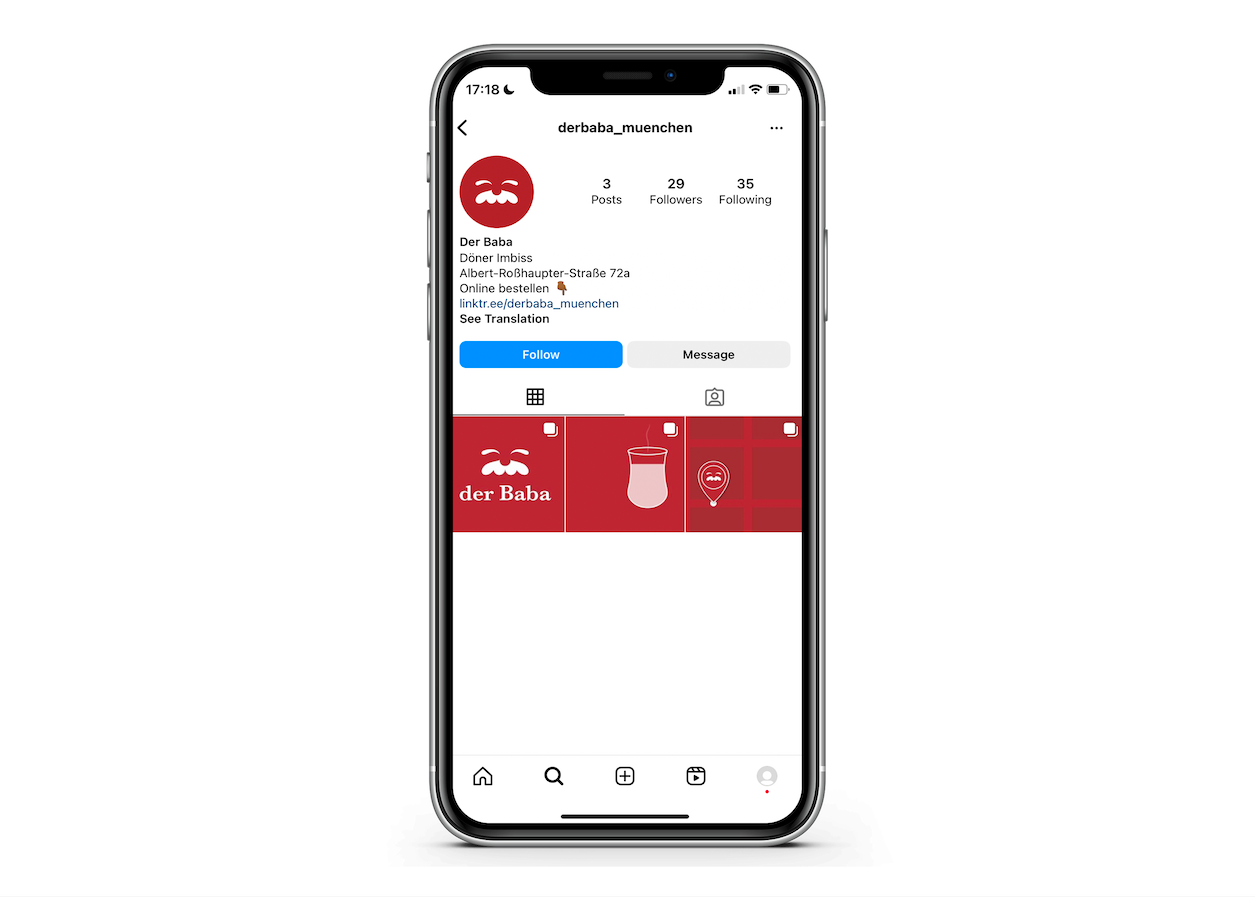 17:18
derbaba_muenchen
3 29 35
Posts Followers Following
Der Baba
Döner Imbiss
Albert-Roßhaupter-Straße 72a
Online bestellen 👇🏾
linktr.ee/derbaba_muenchen
See Translation
Follow Message
der Baba